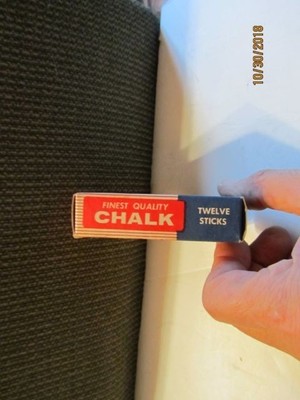 10/30/2018
FINEST QUALITY
CHALK
TWELVE
STICKS